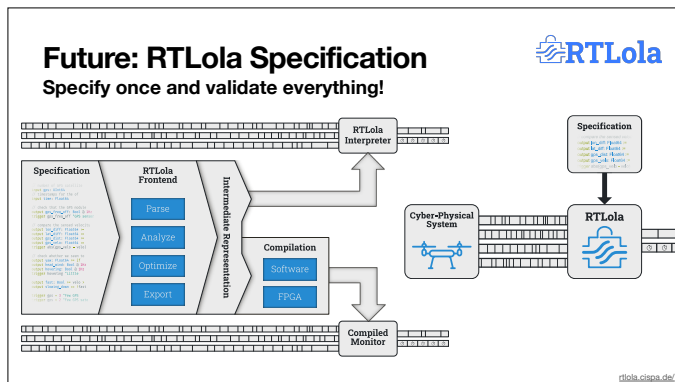 Future: RTLola Specification
Specify once and validate everything!
RTLola
RTLola
Interpreter
Specification
RTLola
Frontend
Parse
Analyze
Optimize
Export
Intermediate Representation
Compilation
Software
FPGA
Compiled
Monitor
Specification
Cyber-Physical
System
RTLola
rtlola.cispa.de/